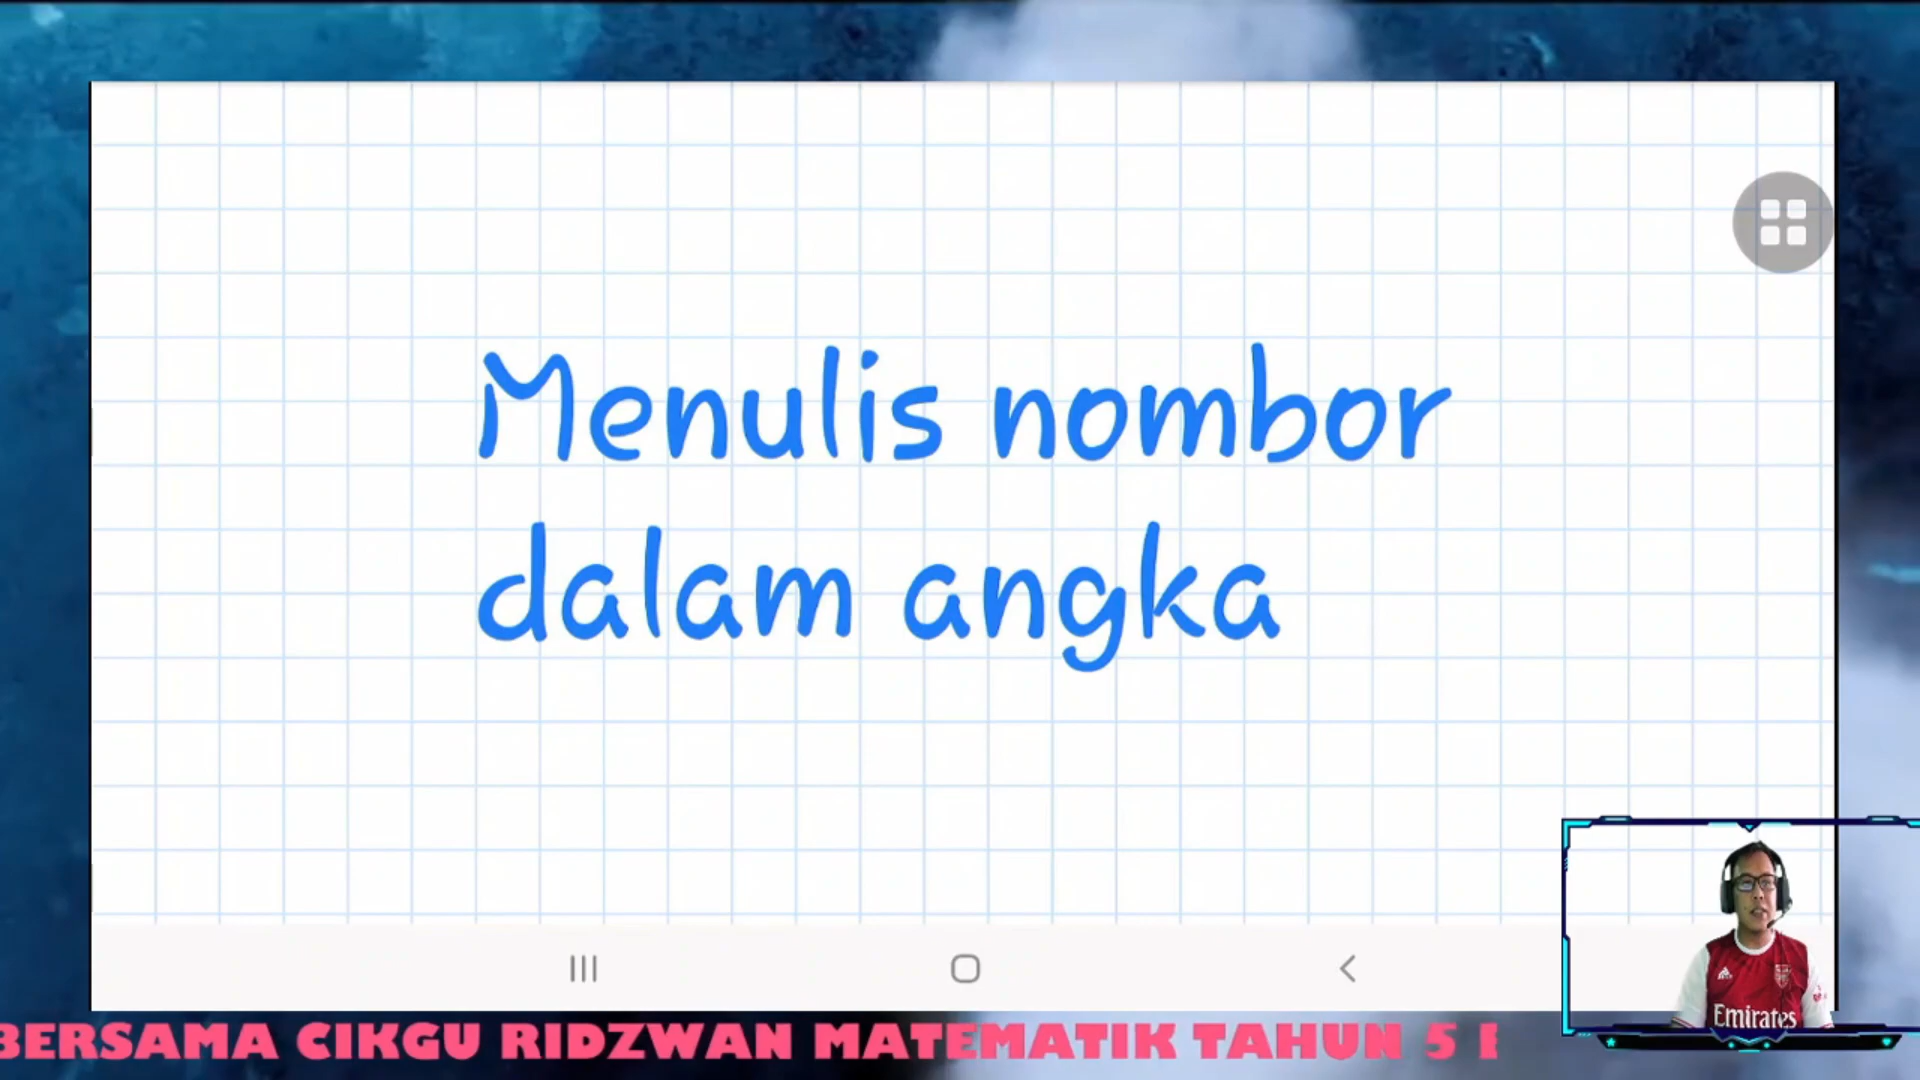 Menulis nombor
dalam angka
Emirates
BERSAMA CIKGU RIDZWAN MATEMATIK TAHUN 5